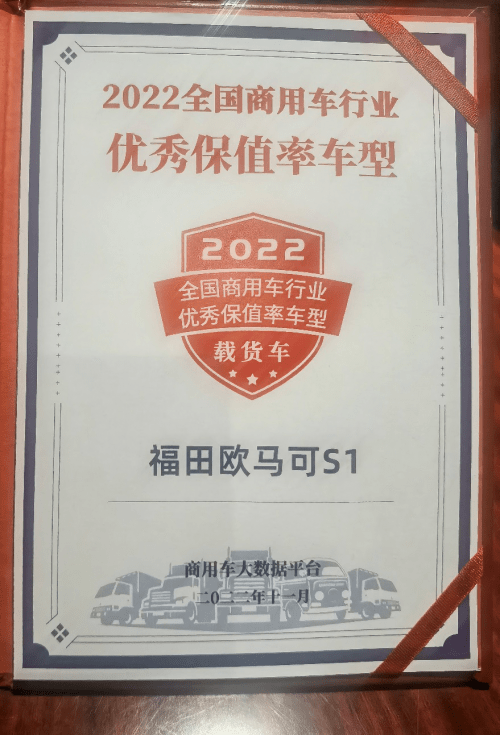 2022全国商用车行业
优秀保值率车型
2022
全国商用车行业
优秀保值率车型
载货车
福田欧马可S1
商用车大数据平台
二〇二二年十一月